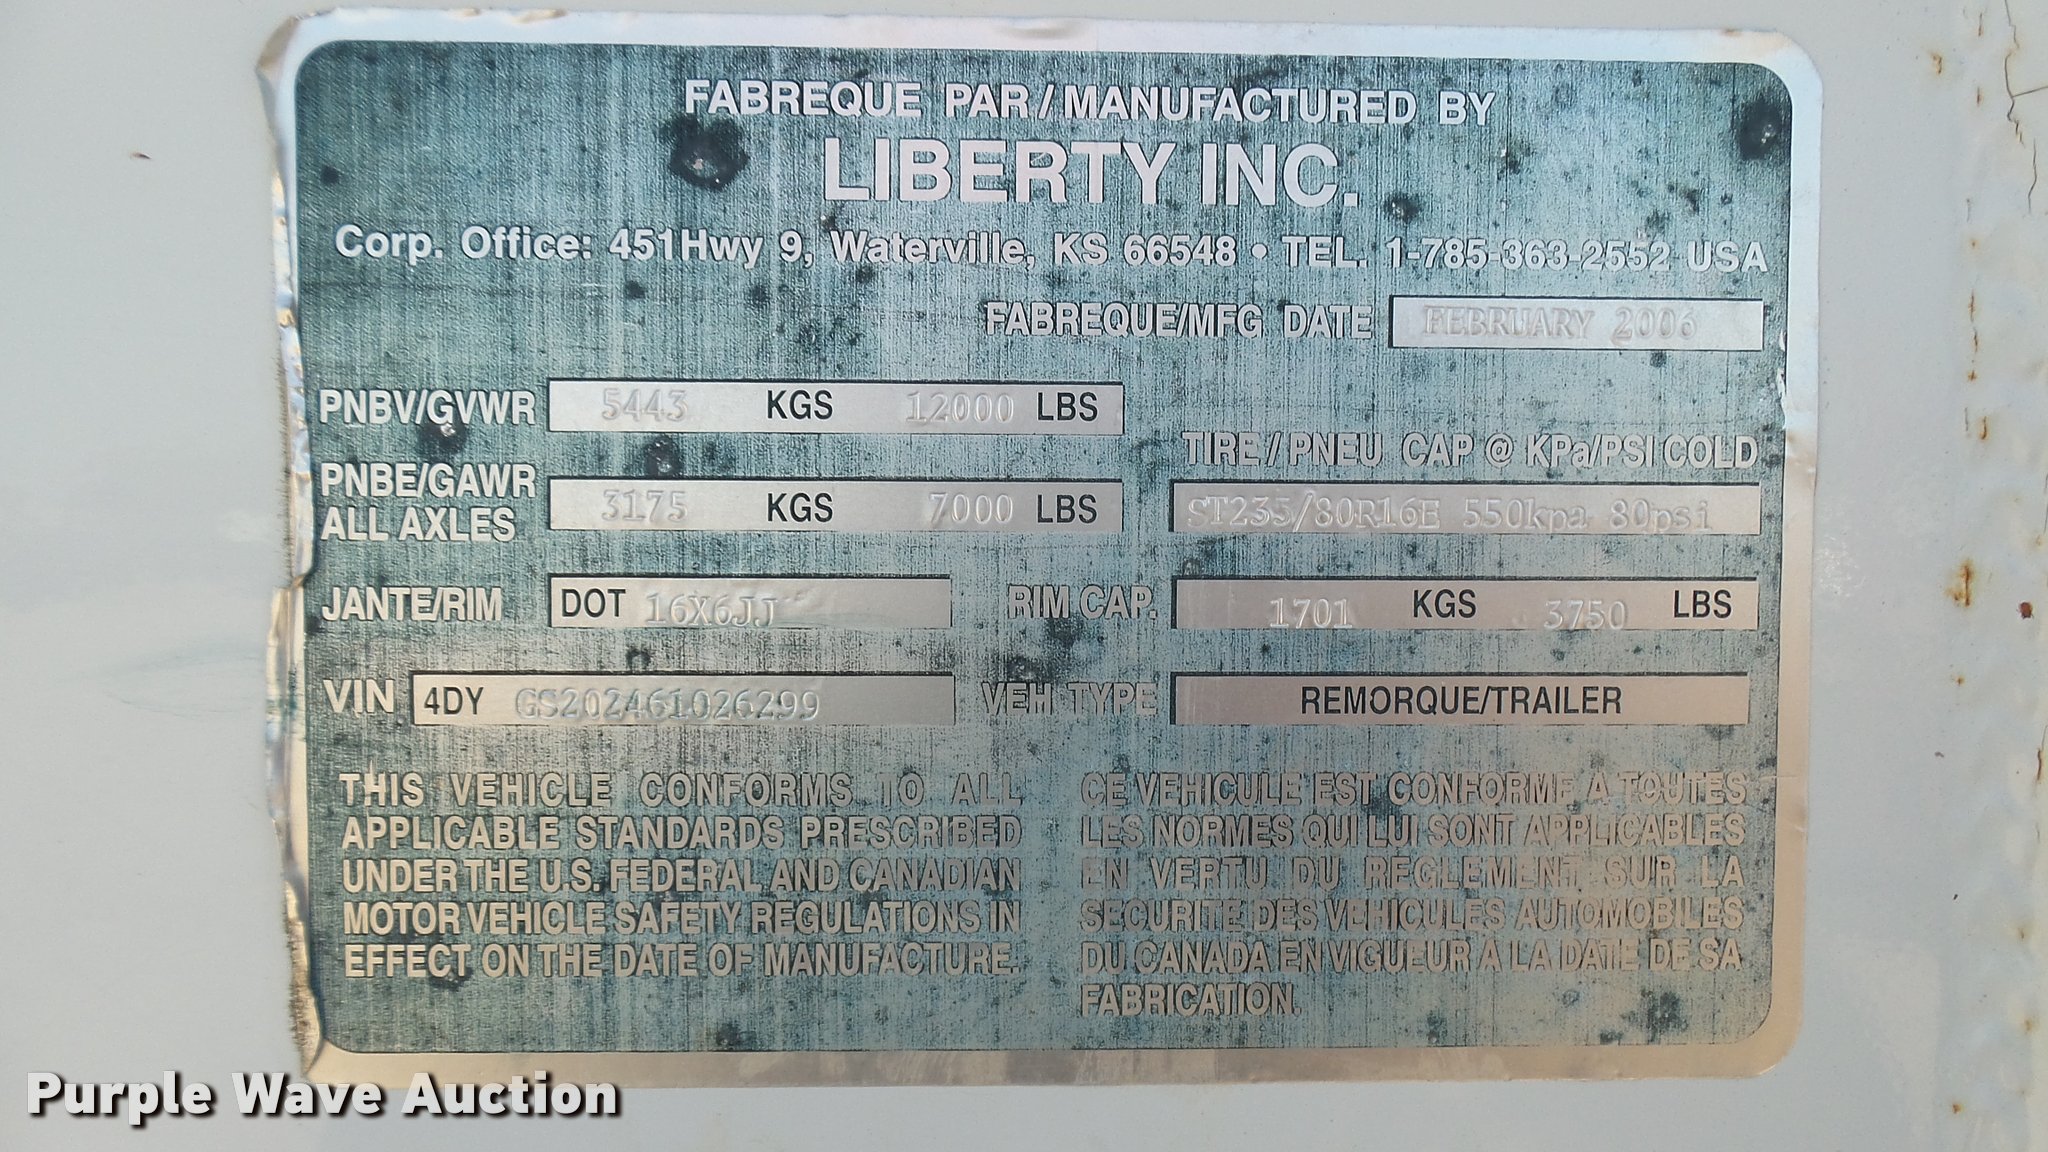 FABREQUE PAR / MANUFACTURED BY
LIBERTY INC.
Corp. Office: 451Hwy 9, Waterville, KS 66548 • TEL. 1-785-363-2552 USA
FABREQUE/MFG DATE FEBRUARY 2006
PNBV/GVWR 5443 KGS 12000 LBS
TIRE / PNEU CAP @ KPa/PSI COLD
PNBE/GAWR
ALL AXLES 3175 KGS 7000 LBS ST235/80R16E 550kpa 80psi
JANTE/RIM DOT 16X6JJ RIM CAP. 1701 KGS 3750 LBS
VIN 4DY GS202461026299 VEH TYPE REMORQUE/TRAILER
THIS VEHICLE CONFORMS TO ALL
APPLICABLE STANDARDS PRESCRIBED
UNDER THE U.S. FEDERAL AND CANADIAN
MOTOR VEHICLE SAFETY REGULATIONS IN
EFFECT ON THE DATE OF MANUFACTURE.
CE VEHICULE EST CONFORME A TOUTES
LES NORMES QUI LUI SONT APPLICABLES
EN VERTU DU REGLEMENT SUR LA
SECURITE DES VEHICULES AUTOMOBILES
DU CANADA EN VIGUEUR A LA DATE DE SA
FABRICATION.
Purple Wave Auction